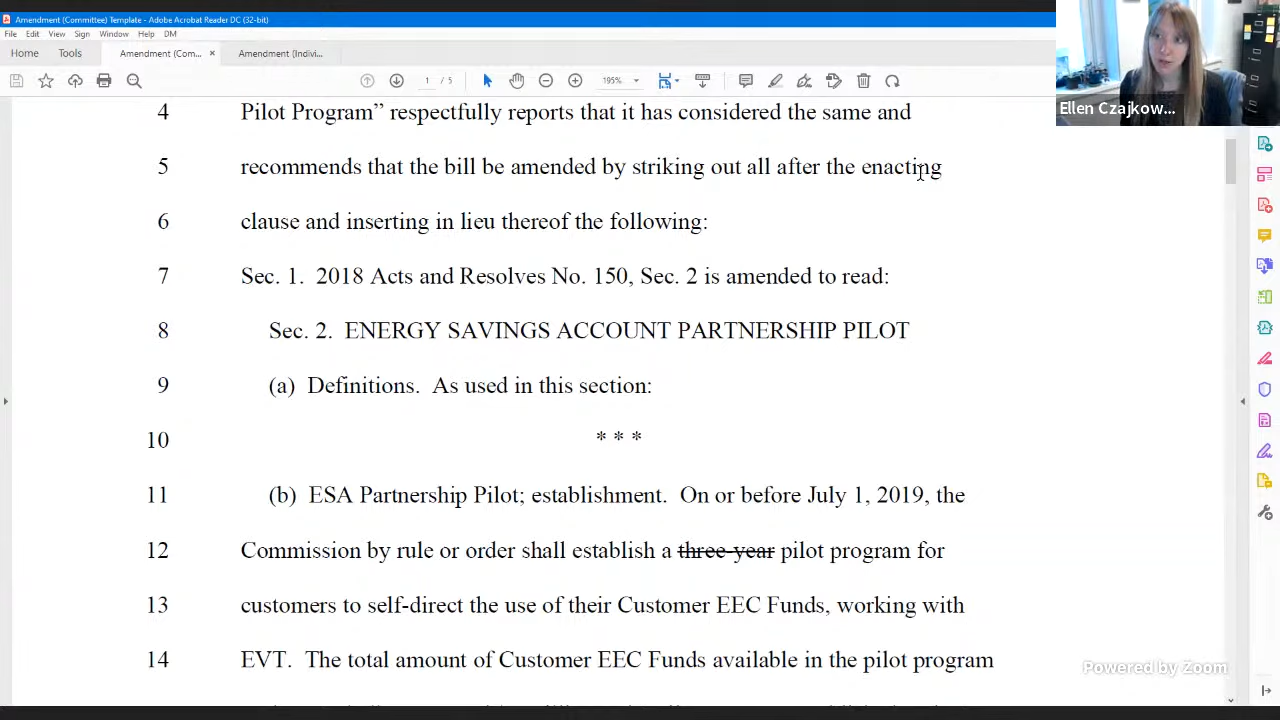 Amendment (Committee) Template - Adobe Acrobat Reader DC (32-bit)
File Edit View Sign Window Help DM
Home Tools Amendment (Com... × Amendment (Indivi...
1 / 5 195%
Ellen Czajkow...
4 Pilot Program” respectfully reports that it has considered the same and
5 recommends that the bill be amended by striking out all after the enacting
6 clause and inserting in lieu thereof the following:
7 Sec. 1. 2018 Acts and Resolves No. 150, Sec. 2 is amended to read:
8 Sec. 2. ENERGY SAVINGS ACCOUNT PARTNERSHIP PILOT
9 (a) Definitions. As used in this section:
10 * * *
11 (b) ESA Partnership Pilot; establishment. On or before July 1, 2019, the
12 Commission by rule or order shall establish a three-year pilot program for
13 customers to self-direct the use of their Customer EEC Funds, working with
14 EVT. The total amount of Customer EEC Funds available in the pilot program
Powered by Zoom